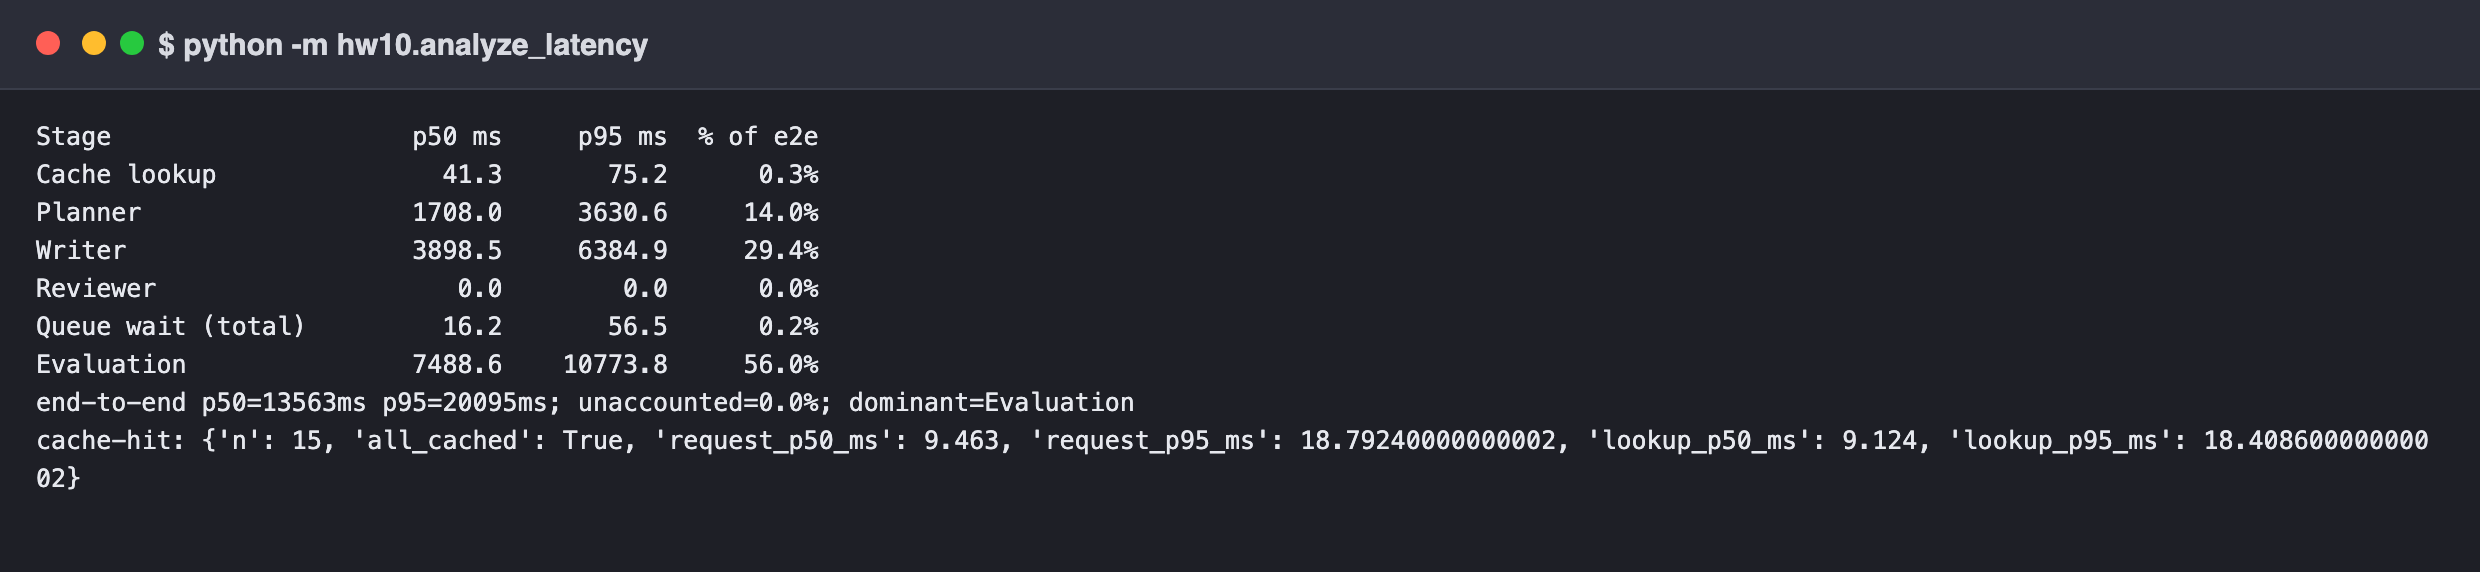 $ python -m hw10.analyze_latency
Stage                    p50 ms     p95 ms  % of e2e
Cache lookup               41.3       75.2      0.3%
Planner                  1708.0     3630.6     14.0%
Writer                   3898.5     6384.9     29.4%
Reviewer                    0.0        0.0      0.0%
Queue wait (total)         16.2       56.5      0.2%
Evaluation               7488.6    10773.8     56.0%
end-to-end p50=13563ms p95=20095ms; unaccounted=0.0%; dominant=Evaluation
cache-hit: {'n': 15, 'all_cached': True, 'request_p50_ms': 9.463, 'request_p95_ms': 18.79240000000002, 'lookup_p50_ms': 9.124, 'lookup_p95_ms': 18.408600000000
02}